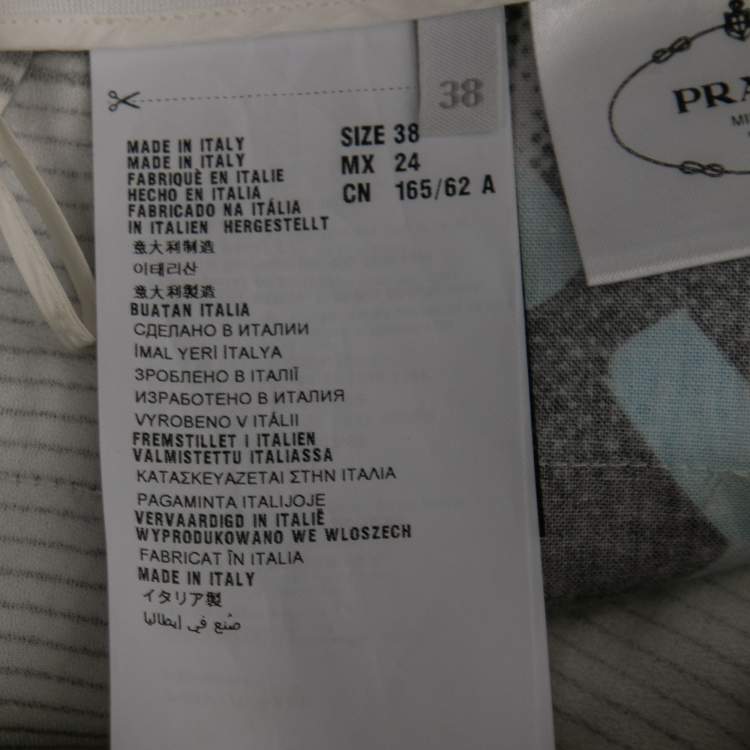 38
MADE IN ITALY
MADE IN ITALY
FABRIQUÈ EN ITALIE
HECHO EN ITALIA
FABRICADO NA ITÁLIA
IN ITALIEN HERGESTELLT
意大利制造
이태리산
意大利製造
BUATAN ITALIA
СДЕЛАНО В ИТАЛИИ
İMAL YERİ İTALYA
ЗРОБЛЕНО В ІТАЛІЇ
ИЗРАБОТЕНО В ИТАЛИЯ
VYROBENO V ITÁLII
FREMSTILLET I ITALIEN
VALMISTETTU ITALIASSA
ΚΑΤΑΣΚΕΥΑΖΕΤΑΙ ΣΤΗΝ ΙΤΑΛΙΑ
PAGAMINTA ITALIJOJE
VERVAARDIGD IN ITALIË
WYPRODUKOWANO WE WLOSZECH
FABRICAT ÎN ITALIA
MADE IN ITALY
イタリア製
صُنع في إيطاليا
SIZE 38
MX 24
CN 165/62 A
PRA
MI